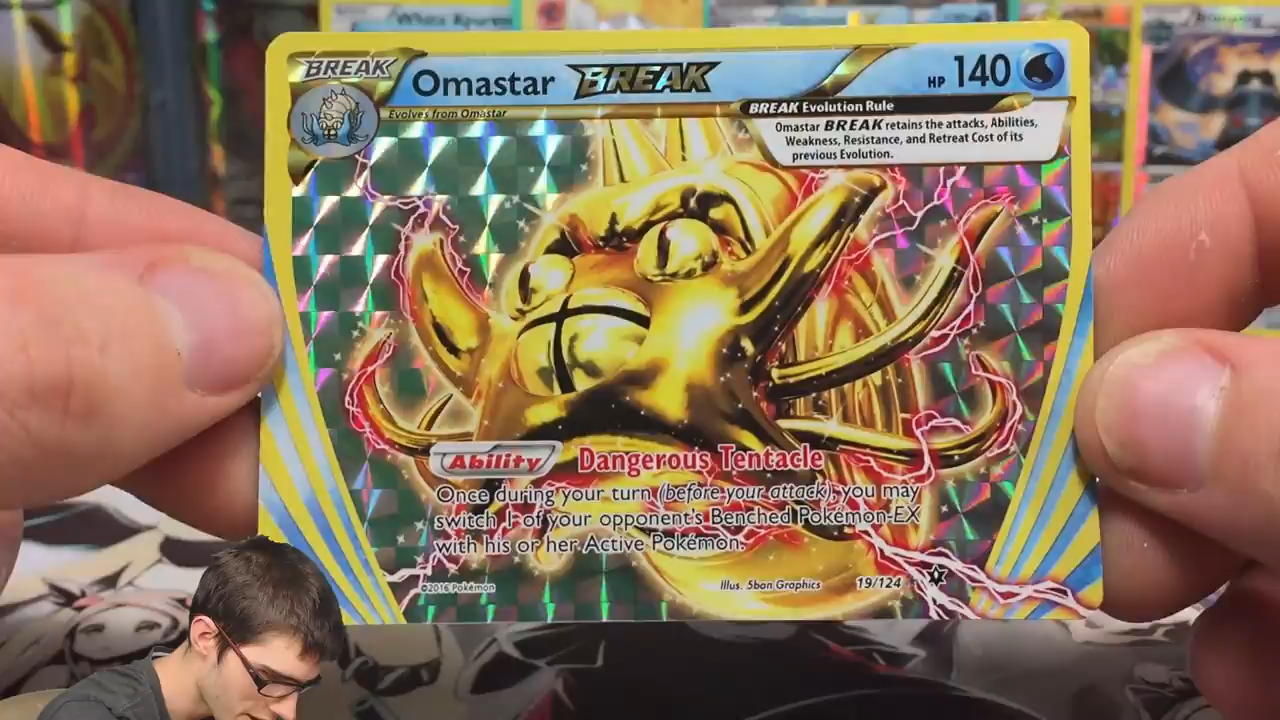 BREAK
Omastar BREAK
HP 140
Evolves from Omastar
BREAK Evolution Rule
Omastar BREAK retains the attacks, Abilities,
Weakness, Resistance, and Retreat Cost of its
previous Evolution.
Ability Dangerous Tentacle
Once during your turn (before your attack), you may
switch 1 of your opponent's Benched Pokémon-EX
with his or her Active Pokémon.
©2016 Pokémon
Illus. 5ban Graphics
19/124